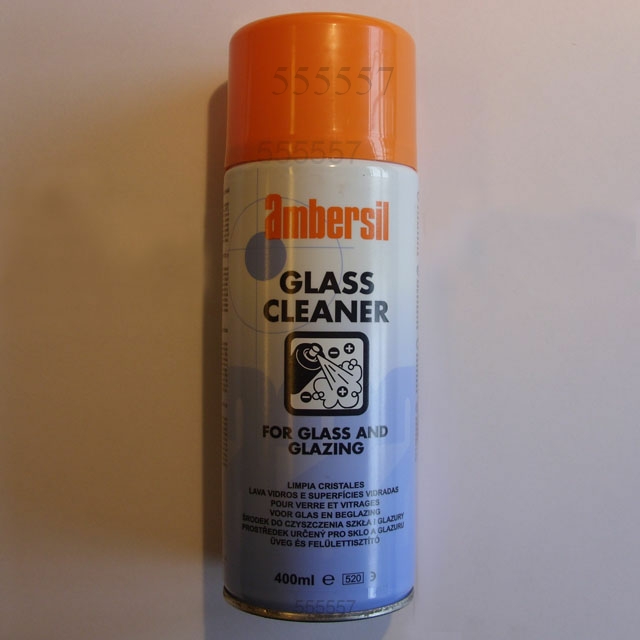 555557
555557
ambersil
GLASS
CLEANER
FOR GLASS AND
GLAZING
LIMPIA CRISTALES
LAVA VIDROS E SUPERFÍCIES VIDRADAS
POUR VERRE ET VITRAGES
VOOR GLAS EN BEGLAZING
ŚRODEK DO CZYSZCZENIA SZKŁA I GLAZURY
PROSTŘEDEK URČENÝ PRO SKLO A GLAZURU
ÜVEG ÉS FELÜLETTISZTÍTÓ
400ml ℮ 520
555557